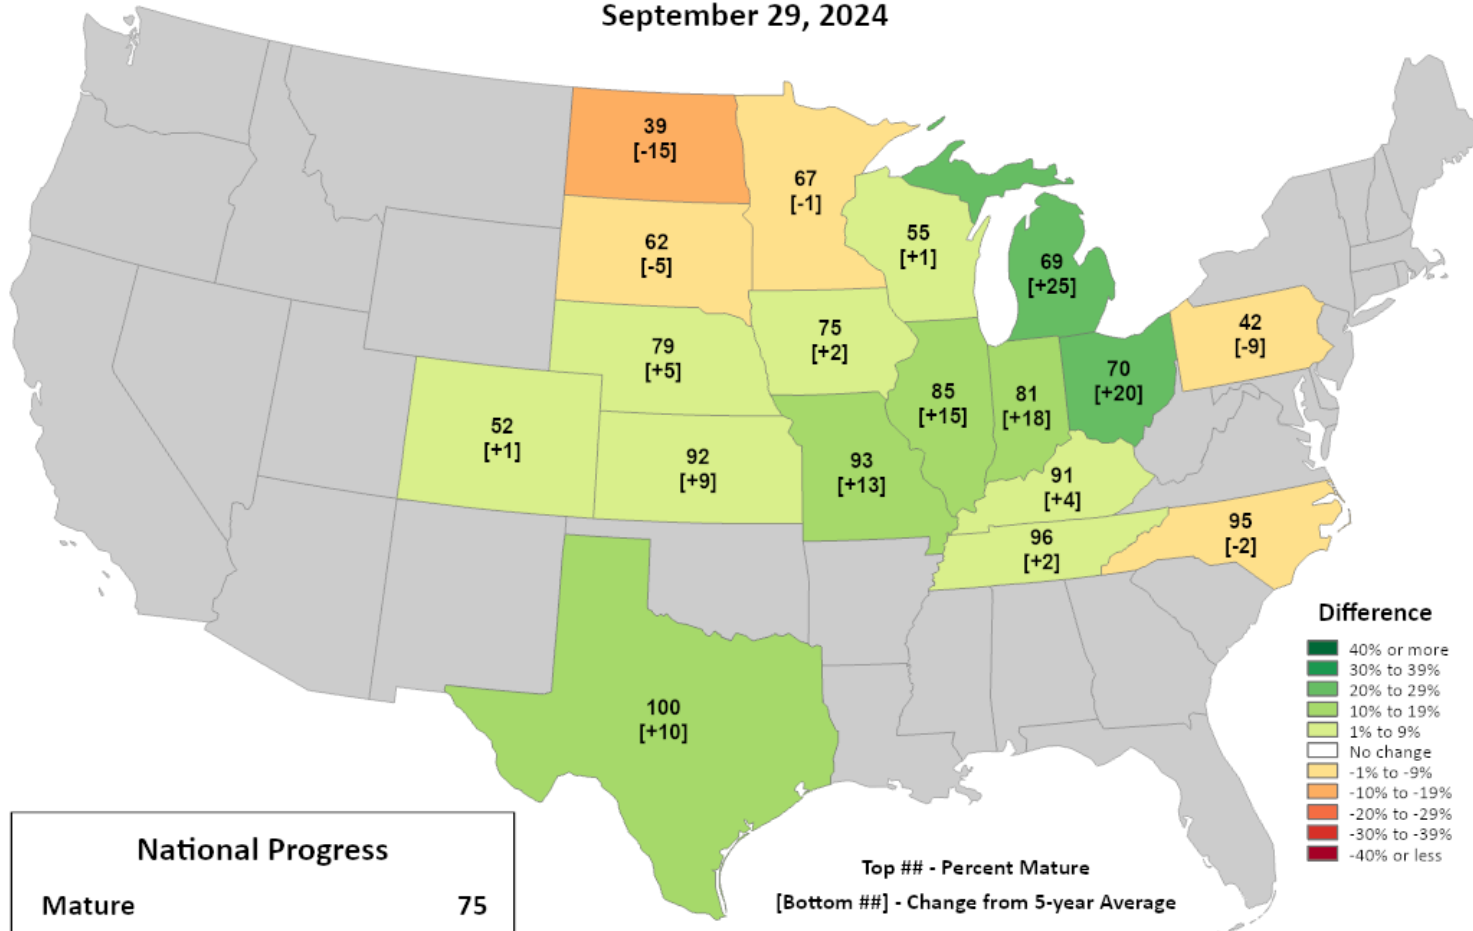 September 29, 2024
39
[-15]
67
[-1]
62
[-5]
55
[+1]
69
[+25]
79
[+5]
75
[+2]
42
[-9]
52
[+1]
92
[+9]
93
[+13]
85
[+15]
81
[+18]
70
[+20]
91
[+4]
96
[+2]
95
[-2]
100
[+10]
Difference
40% or more
30% to 39%
20% to 29%
10% to 19%
1% to 9%
No change
-1% to -9%
-10% to -19%
-20% to -29%
-30% to -39%
-40% or less
National Progress
Mature 75
Top ## - Percent Mature
[Bottom ##] - Change from 5-year Average